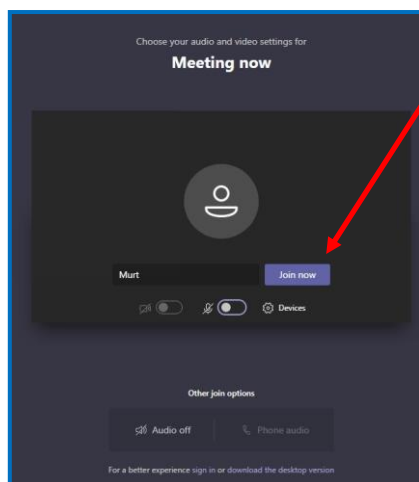 Choose your audio and video settings for
Meeting now
Murt
Join now
Devices
Other join options
Audio off
Phone audio
For a better experience sign in or download the desktop version